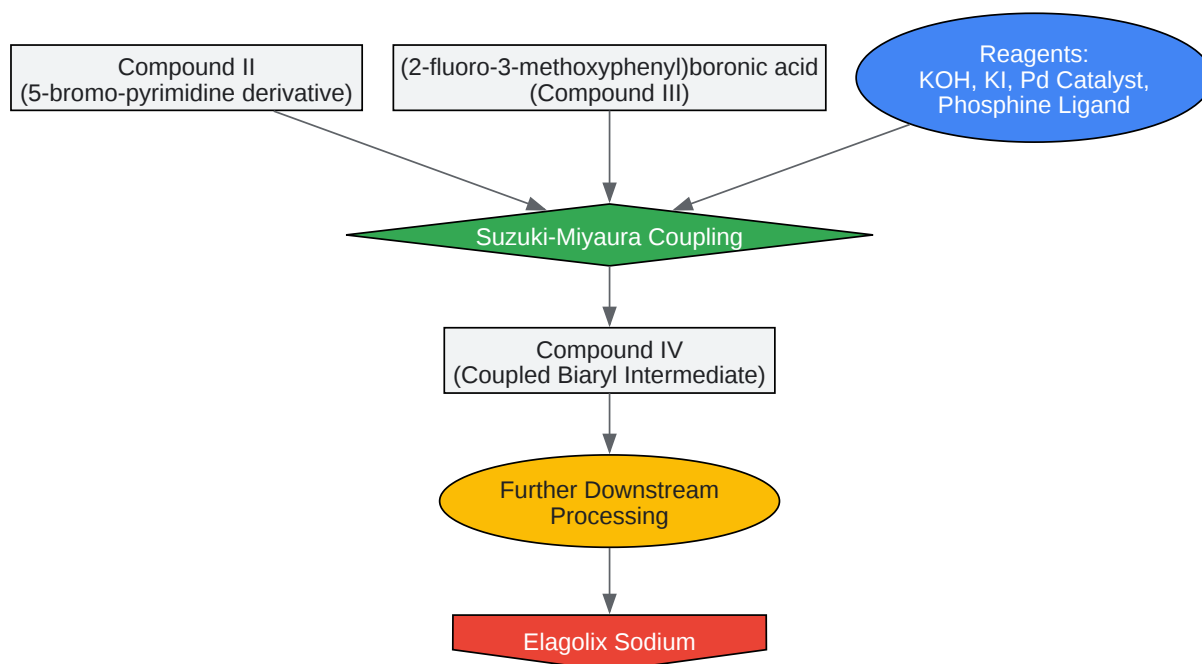 Compound II
(5-bromo-pyrimidine derivative)
(2-fluoro-3-methoxyphenyl)boronic acid
(Compound III)
Reagents:
KOH, KI, Pd Catalyst,
Phosphine Ligand
Suzuki-Miyaura Coupling
Compound IV
(Coupled Biaryl Intermediate)
Further Downstream
Processing
Elagolix Sodium